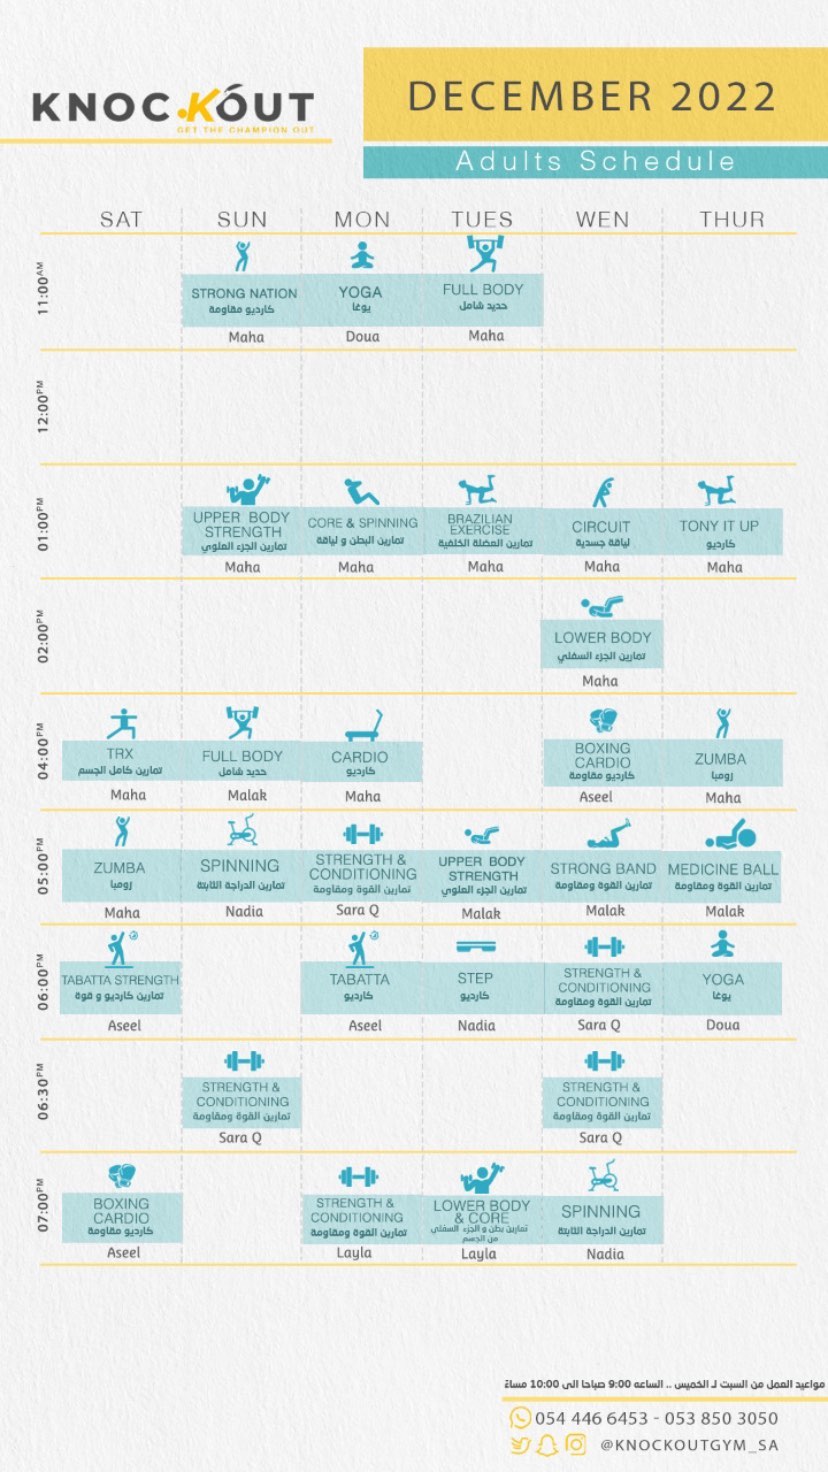 KNOC.KÓUT
GET THE CHAMPION OUT
DECEMBER 2022
Adults Schedule
SAT SUN MON TUES WEN THUR
11:00AM
STRONG NATION
كارديو مقاومة
Maha
YOGA
يوغا
Doua
FULL BODY
حديد شامل
Maha
12:00PM
01:00PM
UPPER BODY
STRENGTH
تمارين الجزء العلوي
Maha
CORE & SPINNING
تمارين البطن و لياقة
Maha
BRAZILIAN
EXERCISE
تمارين العضلة الخلفية
Maha
CIRCUIT
لياقة جسدية
Maha
TONY IT UP
كارديو
Maha
02:00PM
LOWER BODY
تمارين الجزء السفلي
Maha
04:00PM
TRX
تمارين كامل الجسم
Maha
FULL BODY
حديد شامل
Malak
CARDIO
كارديو
Maha
BOXING
CARDIO
كارديو مقاومة
Aseel
ZUMBA
زومبا
Maha
05:00PM
ZUMBA
زومبا
Maha
SPINNING
تمارين الدراجة الثابتة
Nadia
STRENGTH &
CONDITIONING
تمارين القوة ومقاومة
Sara Q
UPPER BODY
STRENGTH
تمارين الجزء العلوي
Malak
STRONG BAND
تمارين القوة ومقاومة
Malak
MEDICINE BALL
تمارين القوة ومقاومة
Malak
06:00PM
TABATTA STRENGTH
تمارين كارديو و قوة
Aseel
TABATTA
كارديو
Aseel
STEP
كارديو
Nadia
STRENGTH &
CONDITIONING
تمارين القوة ومقاومة
Sara Q
YOGA
يوغا
Doua
06:30PM
STRENGTH &
CONDITIONING
تمارين القوة ومقاومة
Sara Q
STRENGTH &
CONDITIONING
تمارين القوة ومقاومة
Sara Q
07:00PM
BOXING
CARDIO
كارديو مقاومة
Aseel
STRENGTH &
CONDITIONING
تمارين القوة ومقاومة
Layla
LOWER BODY
& CORE
تمارين بطن و الجزء السفلي
من الجسم
Layla
SPINNING
تمارين الدراجة الثابتة
Nadia
مواعيد العمل من السبت لـ الخميس .. الساعه 9:00 صباحا الى 10:00 مساءً
054 446 6453 - 053 850 3050
@KNOCKOUTGYM_SA